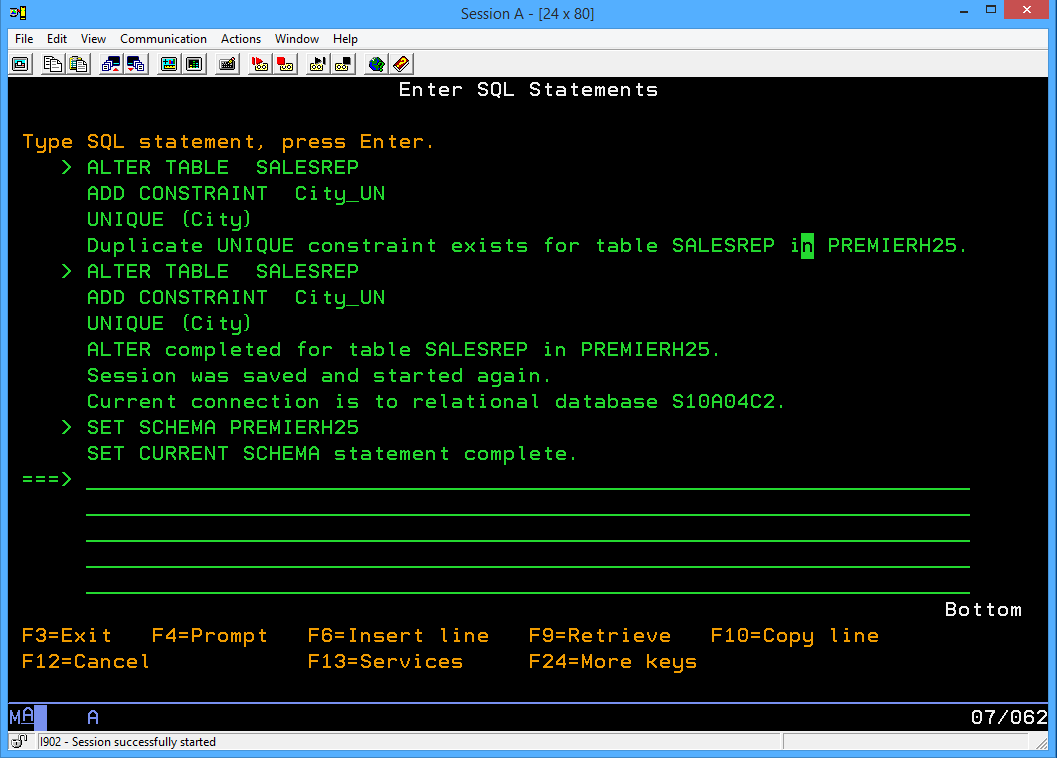 Session A - [24 x 80]
File Edit View Communication Actions Window Help
Enter SQL Statements
Type SQL statement, press Enter.
> ALTER TABLE  SALESREP
ADD CONSTRAINT  City_UN
UNIQUE (City)
Duplicate UNIQUE constraint exists for table SALESREP in PREMIERH25.
> ALTER TABLE  SALESREP
ADD CONSTRAINT  City_UN
UNIQUE (City)
ALTER completed for table SALESREP in PREMIERH25.
Session was saved and started again.
Current connection is to relational database S10A04C2.
> SET SCHEMA PREMIERH25
SET CURRENT SCHEMA statement complete.
===>
Bottom
F3=Exit   F4=Prompt   F6=Insert line   F9=Retrieve   F10=Copy line
F12=Cancel   F13=Services   F24=More keys
MA A 07/062
I902 - Session successfully started